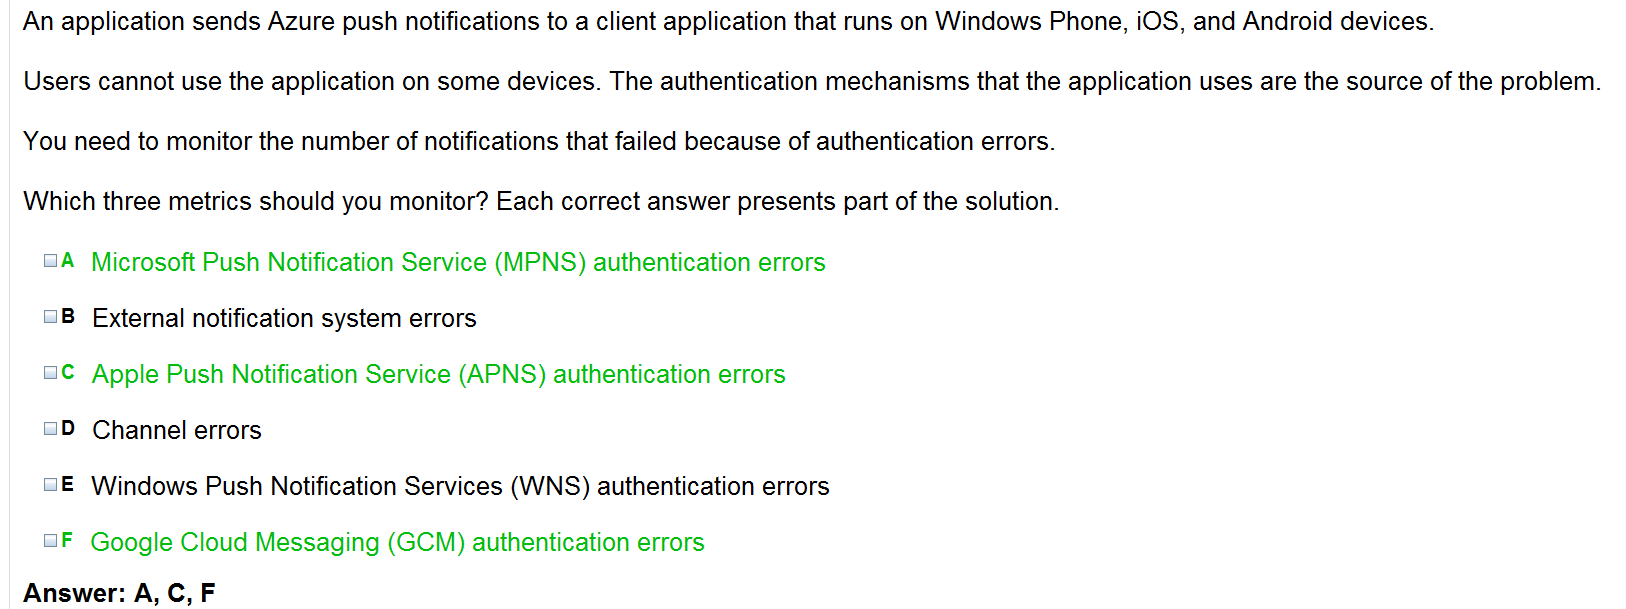 An application sends Azure push notifications to a client application that runs on Windows Phone, iOS, and Android devices.
Users cannot use the application on some devices. The authentication mechanisms that the application uses are the source of the problem.
You need to monitor the number of notifications that failed because of authentication errors.
Which three metrics should you monitor? Each correct answer presents part of the solution.
A Microsoft Push Notification Service (MPNS) authentication errors
B External notification system errors
C Apple Push Notification Service (APNS) authentication errors
D Channel errors
E Windows Push Notification Services (WNS) authentication errors
F Google Cloud Messaging (GCM) authentication errors
Answer: A, C, F